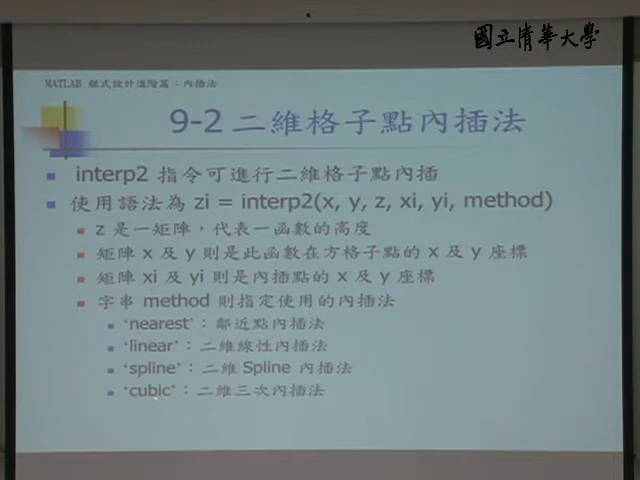 國立清華大學
MATLAB 程式設計進階篇：內插法
9-2 二維格子點內插法
interp2 指令可進行二維格子點內插
使用語法為 zi = interp2(x, y, z, xi, yi, method)
z 是一矩陣，代表一函數的高度
矩陣 x 及 y 則是此函數在方格子點的 x 及 y 座標
矩陣 xi 及 yi 則是內插點的 x 及 y 座標
字串 method 則指定使用的內插法
‘nearest’：鄰近點內插法
‘linear’：二維線性內插法
‘spline’：二維 Spline 內插法
‘cubic’：二維三次內插法